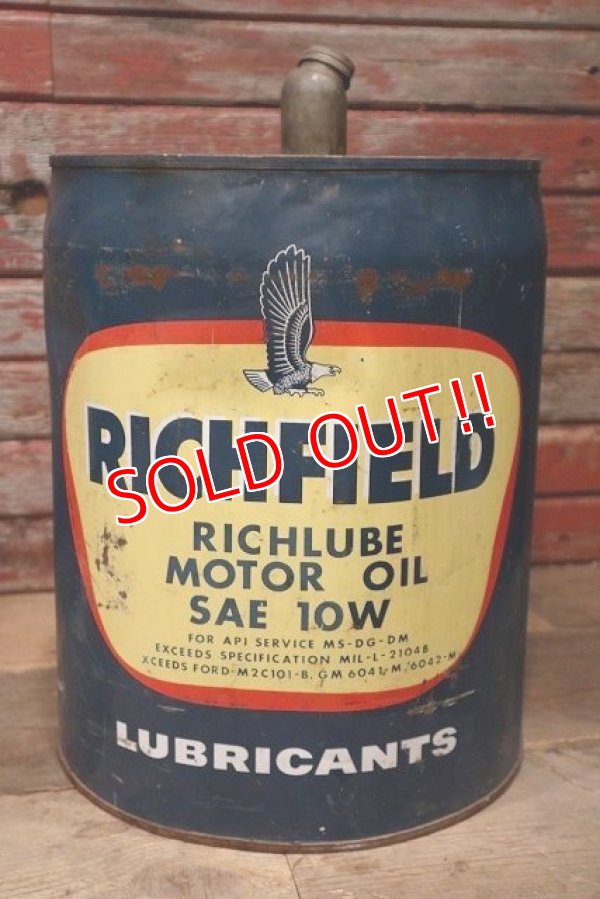 RICHFIELD
SOLD OUT!!
RICHLUBE
MOTOR OIL
SAE 10W
FOR API SERVICE MS-DG-DM
EXCEEDS SPECIFICATION MIL-L-2104B
XCEEDS FORD-M2C101-B, GM 6041-M, 6042-M
LUBRICANTS